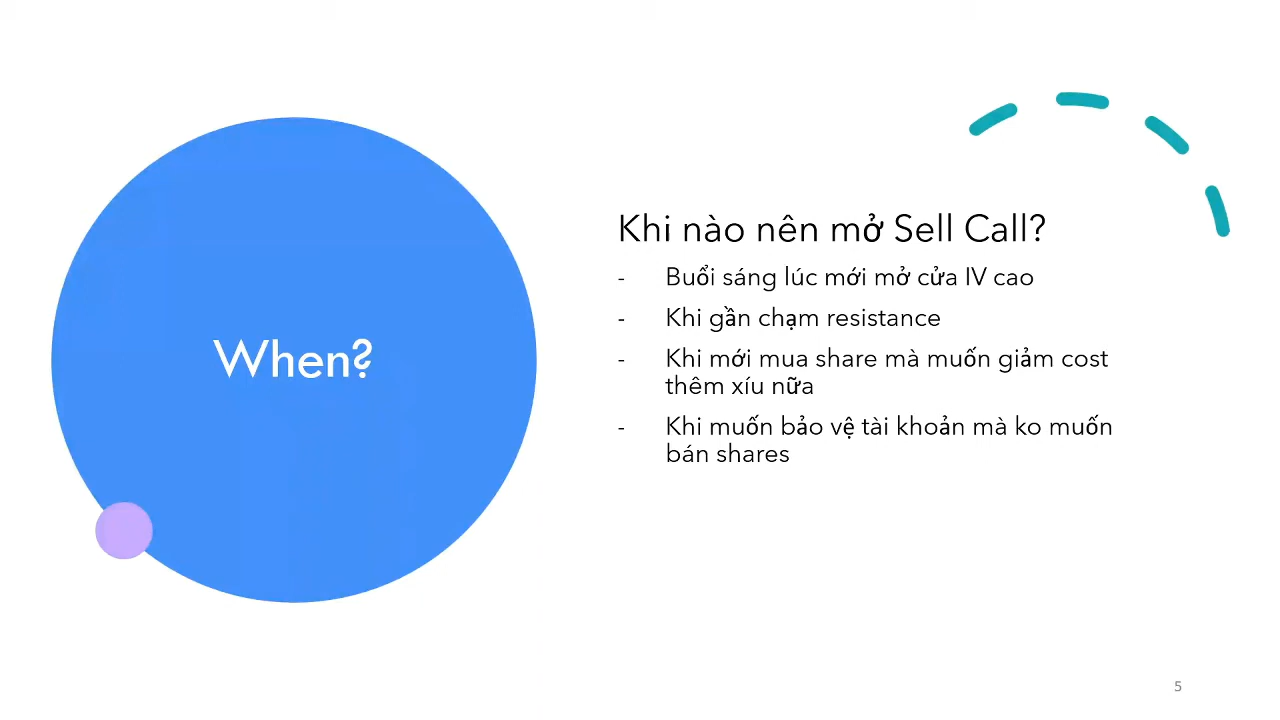 When?
Khi nào nên mở Sell Call?
- Buổi sáng lúc mới mở cửa IV cao
- Khi gần chạm resistance
- Khi mới mua share mà muốn giảm cost
thêm xíu nữa
- Khi muốn bảo vệ tài khoản mà ko muốn
bán shares
5